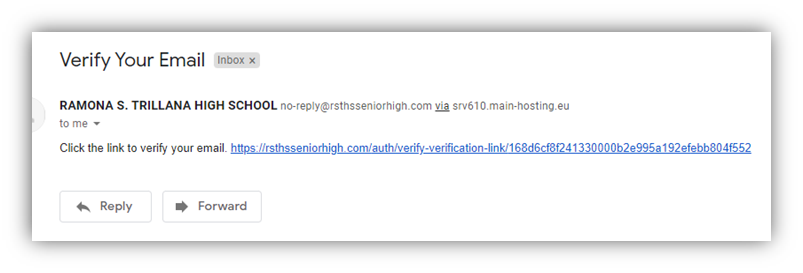 Verify Your Email Inbox x
RAMONA S. TRILLANA HIGH SCHOOL no-reply@rsthsseniorhigh.com via srv610.main-hosting.eu
to me
Click the link to verify your email. https://rsthsseniorhigh.com/auth/verify-verification-link/168d6cf8f241330000b2e995a192efebb804f552
Reply Forward